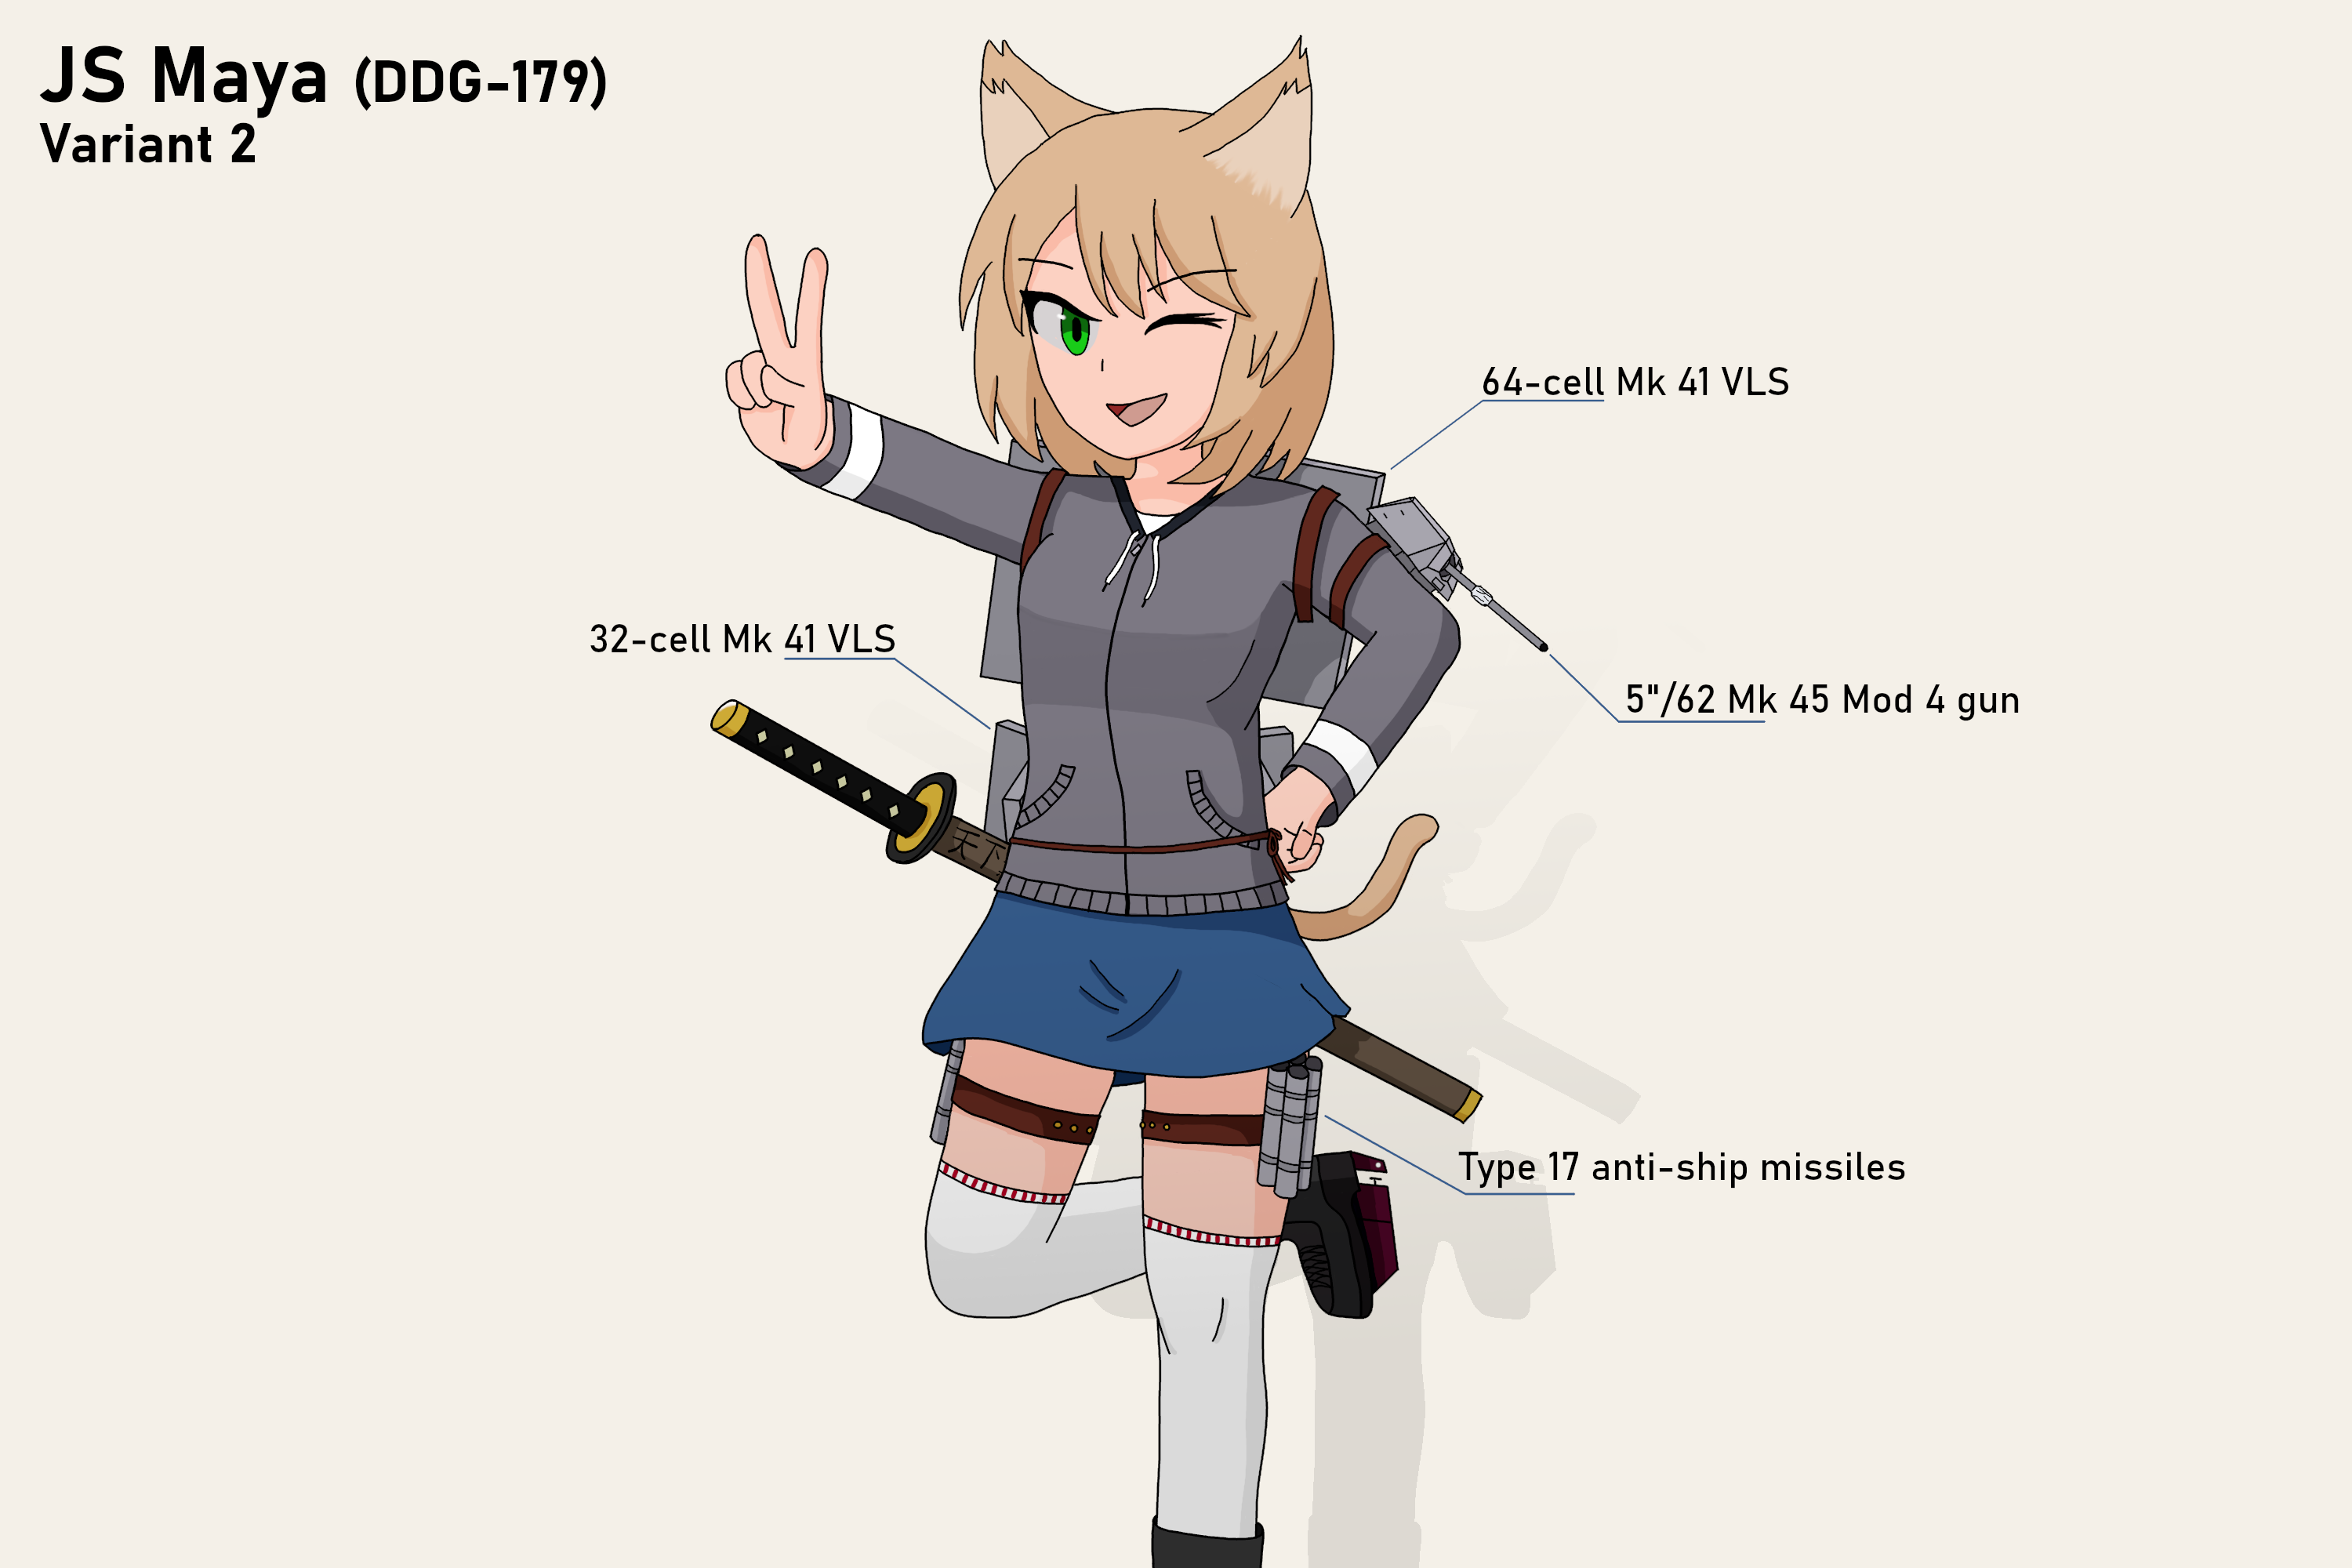 JS Maya (DDG-179)
Variant 2
64-cell Mk 41 VLS
32-cell Mk 41 VLS
5"/62 Mk 45 Mod 4 gun
Type 17 anti-ship missiles